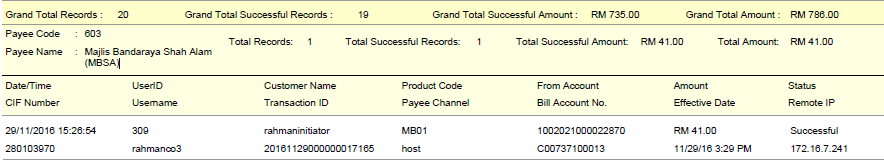 Grand Total Records : 20 Grand Total Successful Records : 19 Grand Total Successful Amount : RM 735.00 Grand Total Amount : RM 786.00
Payee Code : 603
Total Records: 1 Total Successful Records: 1 Total Successful Amount: RM 41.00 Total Amount: RM 41.00
Payee Name : Majlis Bandaraya Shah Alam
(MBSA)
Date/Time UserID Customer Name Product Code From Account Amount Status
CIF Number Username Transaction ID Payee Channel Bill Account No. Effective Date Remote IP
29/11/2016 15:26:54 309 rahmaninitiator MB01 1002021000022870 RM 41.00 Successful
280103970 rahmanco3 20161129000000017165 host C00737100013 11/29/16 3:29 PM 172.16.7.241